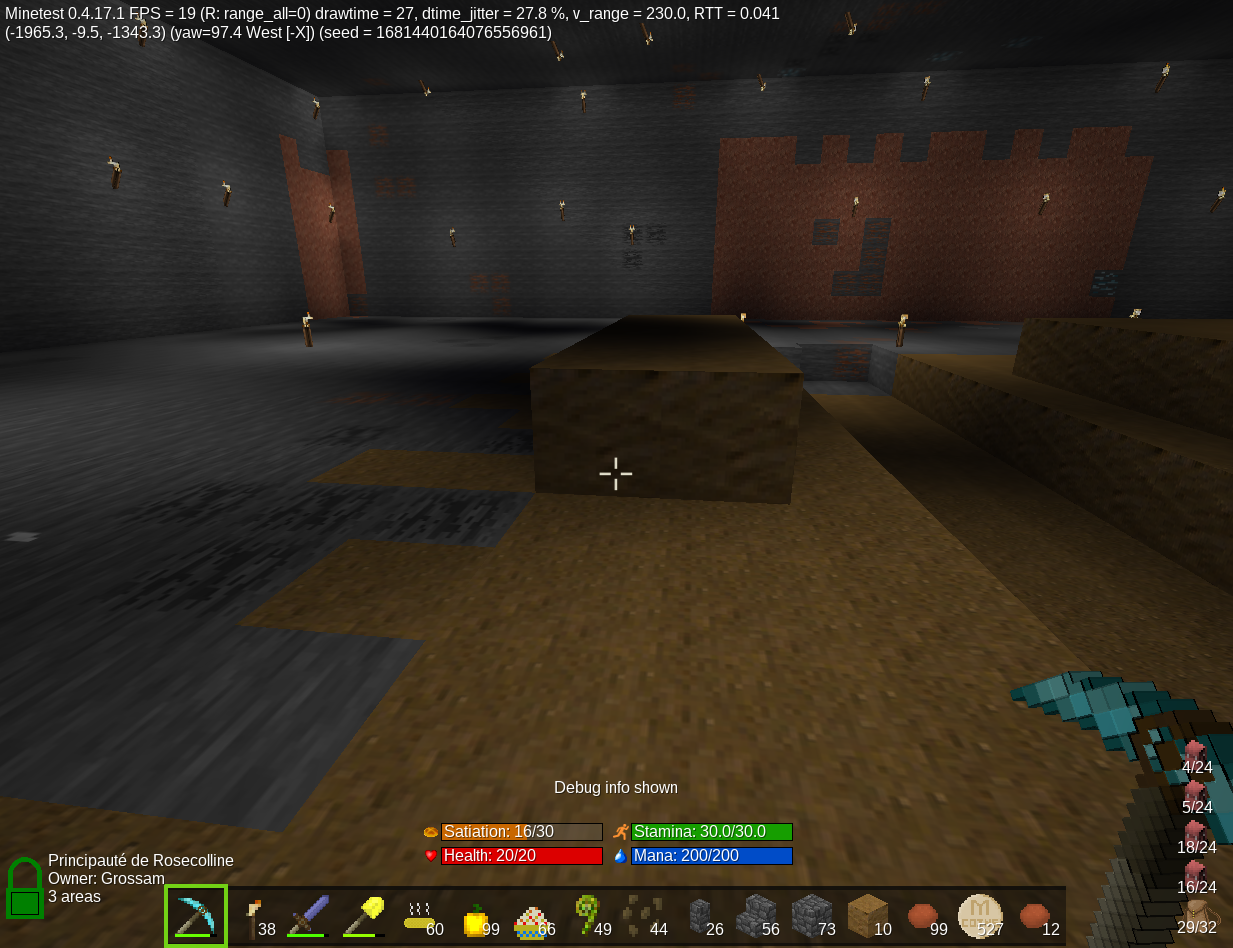 Minetest 0.4.17.1 FPS = 19 (R: range_all=0) drawtime = 27, dtime_jitter = 27.8 %, v_range = 230.0, RTT = 0.041
(-1965.3, -9.5, -1343.3) (yaw=97.4 West [-X]) (seed = 1681440164076556961)
4/24
5/24
18/24
16/24
29/32
Debug info shown
Satiation: 16/30
Stamina: 30.0/30.0
Health: 20/20
Mana: 200/200
Principauté de Rosecolline
Owner: Grossam
3 areas
38
60
99
66
49
44
26
56
73
10
99
527
12